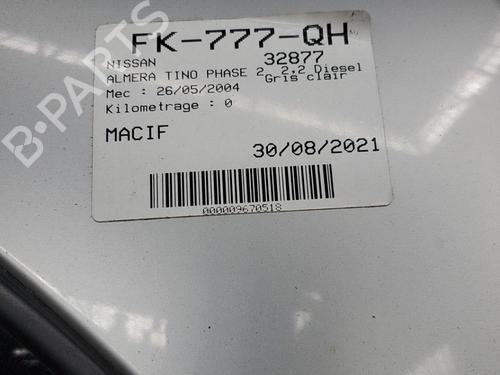 FK-777-QH
NISSAN 32877
ALMERA TINO PHASE 2 2.2 Diesel
Gris clair
Mec : 26/05/2004
Kilometrage : 0
MACIF
30/08/2021
000009670518
B-PARTS